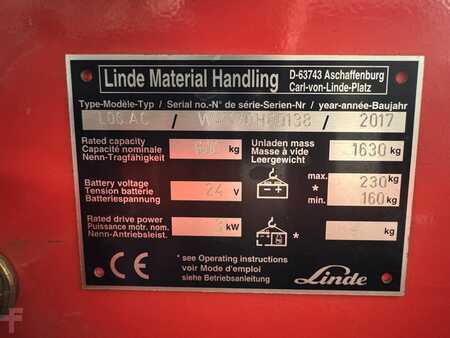 Linde Material Handling
D-63743 Aschaffenburg
Carl-von-Linde-Platz
Type-Modèle-Typ / Serial no.-N° de série-Serien-Nr / year-année-Baujahr
L06 AC / / 2017
Rated capacity
Capacité nominale
Nenn-Tragfähigkeit
kg
Unladen mass
Masse à vide
Leergewicht
1630 kg
Battery voltage
Tension batterie
Batteriespannung
24 V
max. 230 kg
*
min. 160 kg
Rated drive power
Puissance motr. nom.
Nenn-Antriebsleist.
kW
* kg
* see Operating instructions
voir Mode d'emploi
siehe Betriebsanleitung
CE
Linde